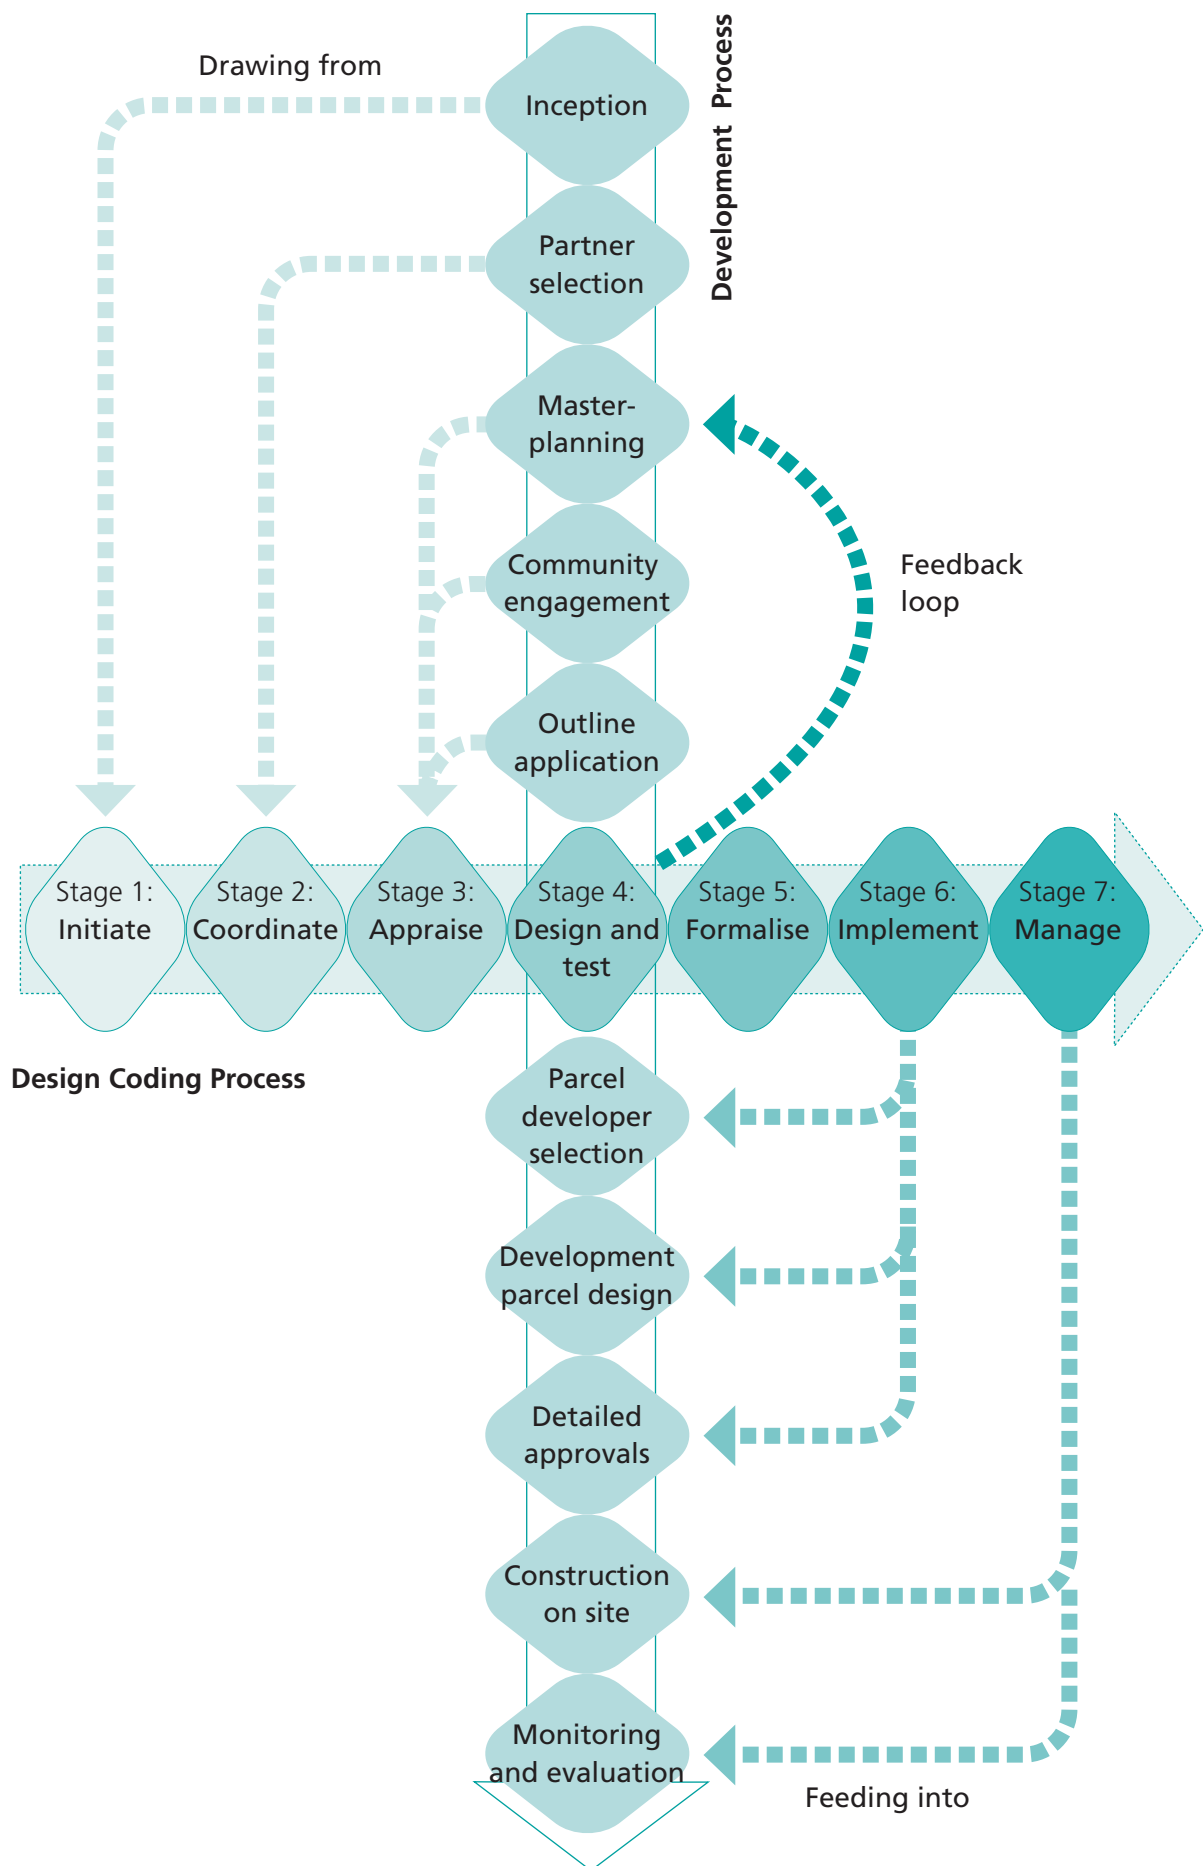 Drawing from
Development Process
Inception
Partner
selection
Master-
planning
Community
engagement
Feedback
loop
Outline
application
Stage 1:
Initiate
Stage 2:
Coordinate
Stage 3:
Appraise
Stage 4:
Design and
test
Stage 5:
Formalise
Stage 6:
Implement
Stage 7:
Manage
Design Coding Process
Parcel
developer
selection
Development
parcel design
Detailed
approvals
Construction
on site
Monitoring
and evaluation
Feeding into